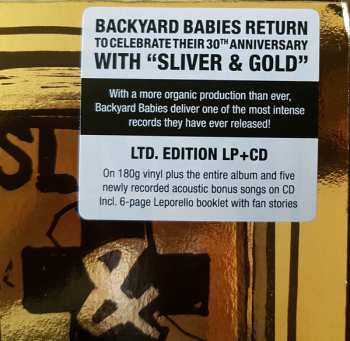 BACKYARD BABIES RETURN
TO CELEBRATE THEIR 30TH ANNIVERSARY
WITH "SLIVER & GOLD"
With a more organic production than ever,
Backyard Babies deliver one of the most intense
records they have ever released!
LTD. EDITION LP+CD
On 180g vinyl plus the entire album and five
newly recorded acoustic bonus songs on CD
Incl. 6-page Leporello booklet with fan stories
SL
&